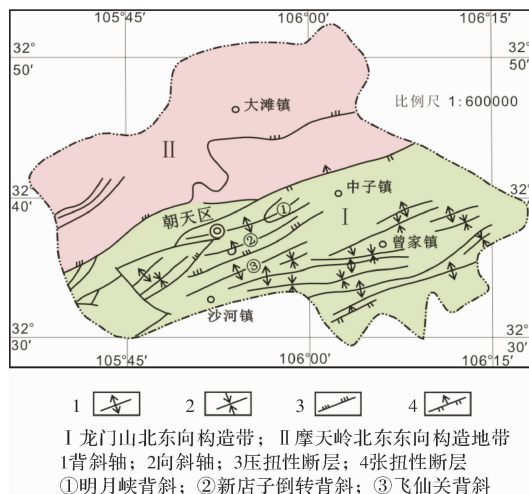 105°45′ 106°00′ 106°15′
32°
50′
32°
50′
大滩镇
比例尺 1:600000
Ⅱ
32°
40′
32°
40′
中子镇
朝天区
①
Ⅰ
②
曾家镇
③
沙河镇
32°
30′
32°
30′
105°45′ 106°00′ 106°15′
1 2 3 4
Ⅰ龙门山北东向构造带；Ⅱ摩天岭北东东向构造地带
1背斜轴；2向斜轴；3压扭性断层；4张扭性断层
①明月峡背斜；②新店子倒转背斜；③飞仙关背斜